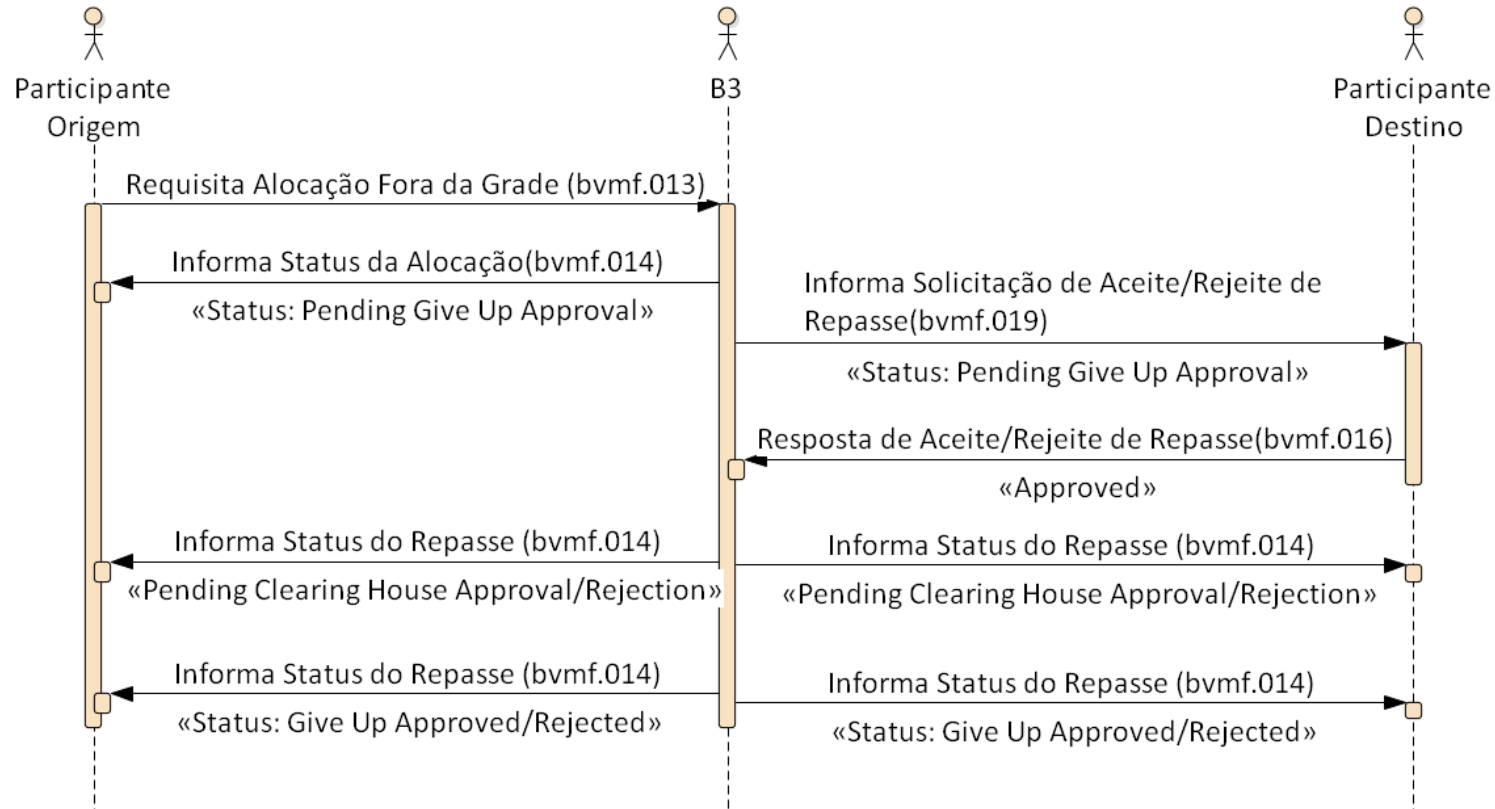 Participante
Origem
B3
Participante
Destino
Requisita Alocação Fora da Grade (bvmf.013)
Informa Status da Alocação(bvmf.014)
«Status: Pending Give Up Approval»
Informa Solicitação de Aceite/Rejeite de
Repasse(bvmf.019)
«Status: Pending Give Up Approval»
Resposta de Aceite/Rejeite de Repasse(bvmf.016)
«Approved»
Informa Status do Repasse (bvmf.014)
«Pending Clearing House Approval/Rejection»
Informa Status do Repasse (bvmf.014)
«Pending Clearing House Approval/Rejection»
Informa Status do Repasse (bvmf.014)
«Status: Give Up Approved/Rejected»
Informa Status do Repasse (bvmf.014)
«Status: Give Up Approved/Rejected»